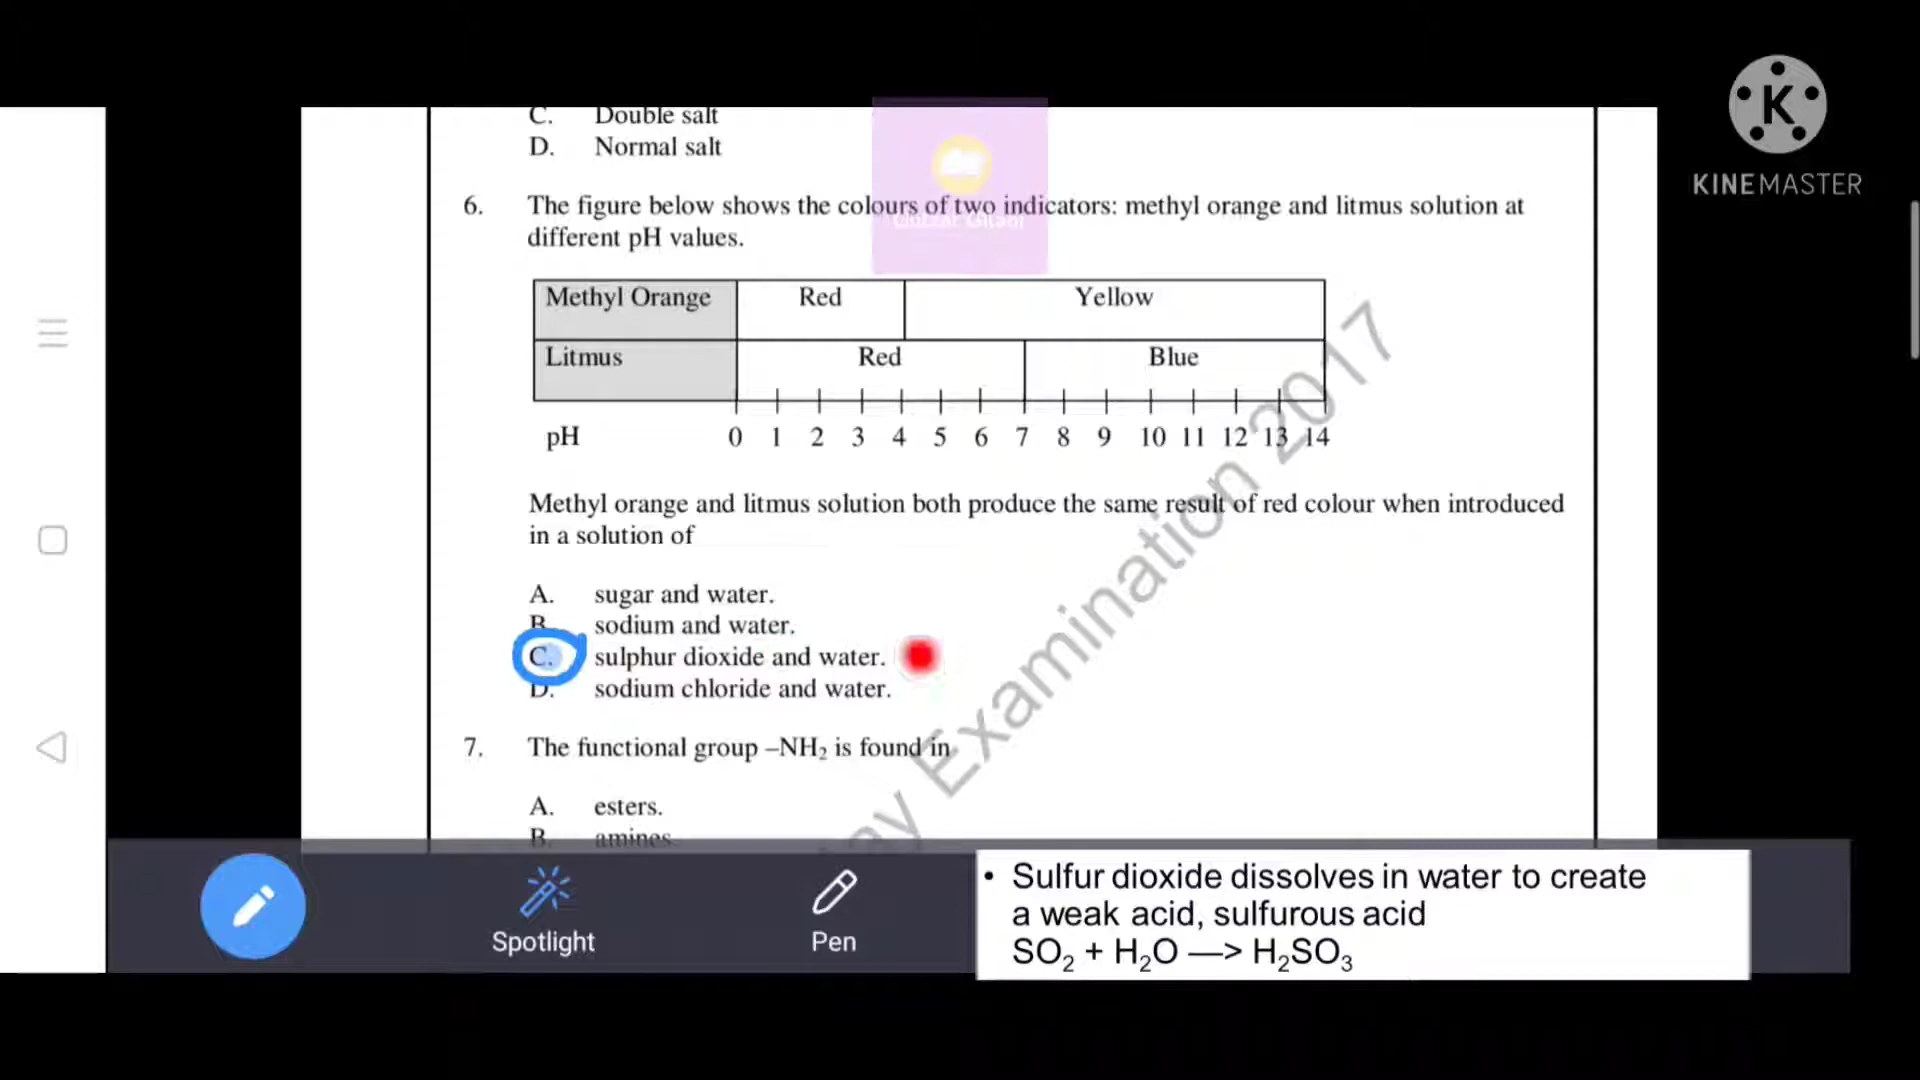 KINEMASTER
C. Double salt
D. Normal salt
6. The figure below shows the colours of two indicators: methyl orange and litmus solution at
different pH values.
Methyl Orange Red Yellow
Litmus Red Blue
pH 0 1 2 3 4 5 6 7 8 9 10 11 12 13 14
Methyl orange and litmus solution both produce the same result of red colour when introduced
in a solution of
A. sugar and water.
B. sodium and water.
C. sulphur dioxide and water.
D. sodium chloride and water.
7. The functional group –NH₂ is found in
A. esters.
B. amines.
Examination 2017
Spotlight
Pen
• Sulfur dioxide dissolves in water to create
a weak acid, sulfurous acid
SO₂ + H₂O —> H₂SO₃